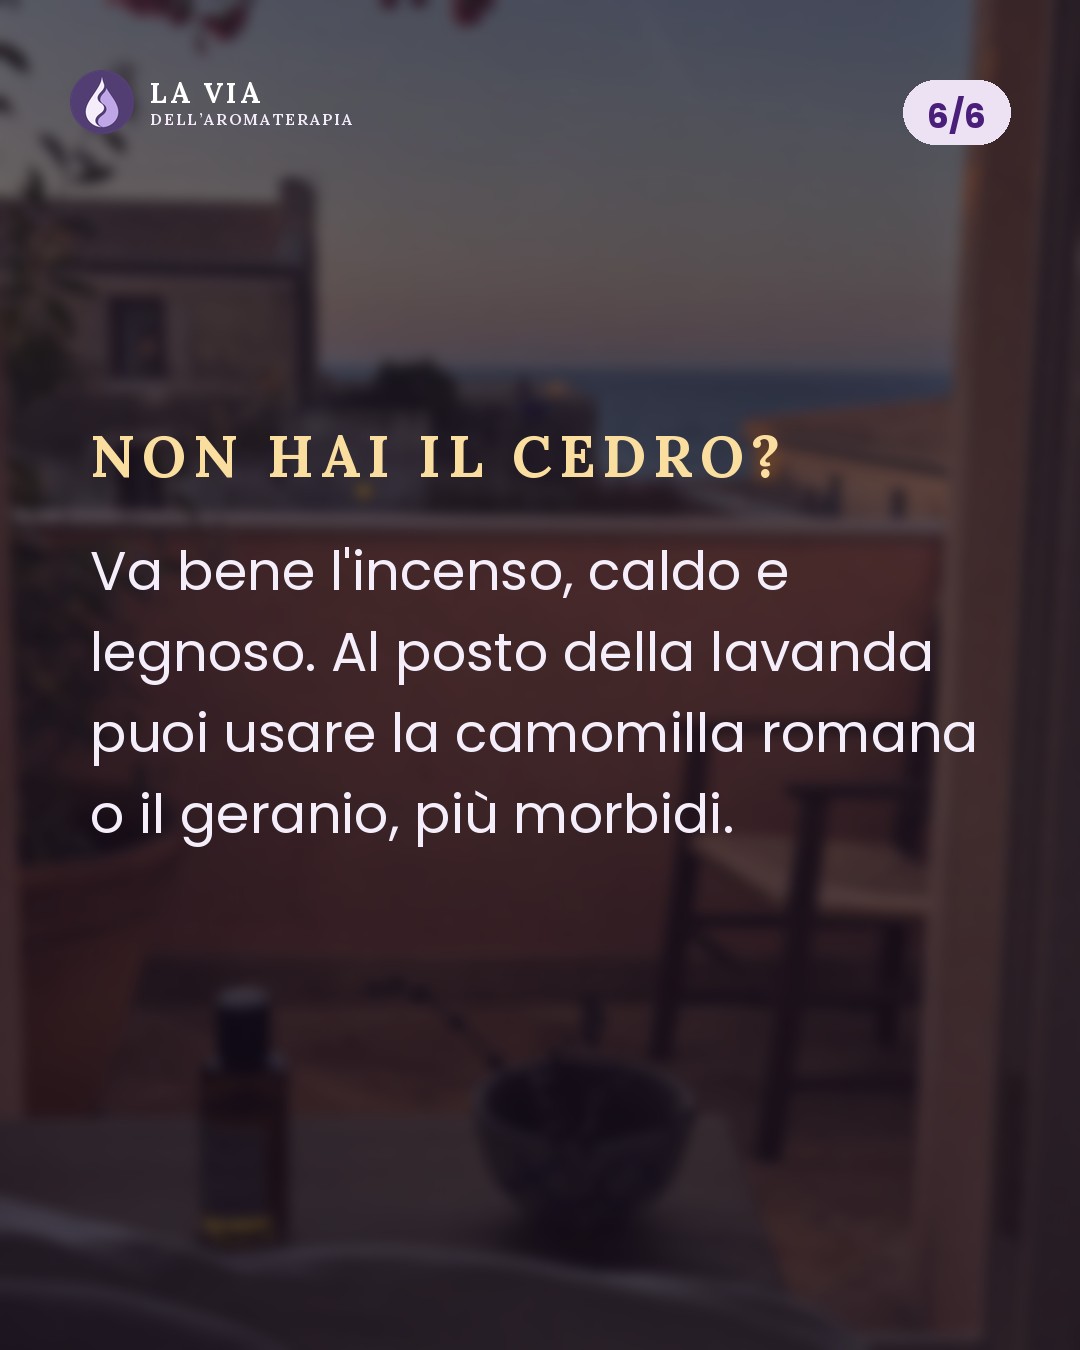 LA VIA
DELL'AROMATERAPIA
6/6
NON HAI IL CEDRO?
Va bene l'incenso, caldo e
legnoso. Al posto della lavanda
puoi usare la camomilla romana
o il geranio, più morbidi.